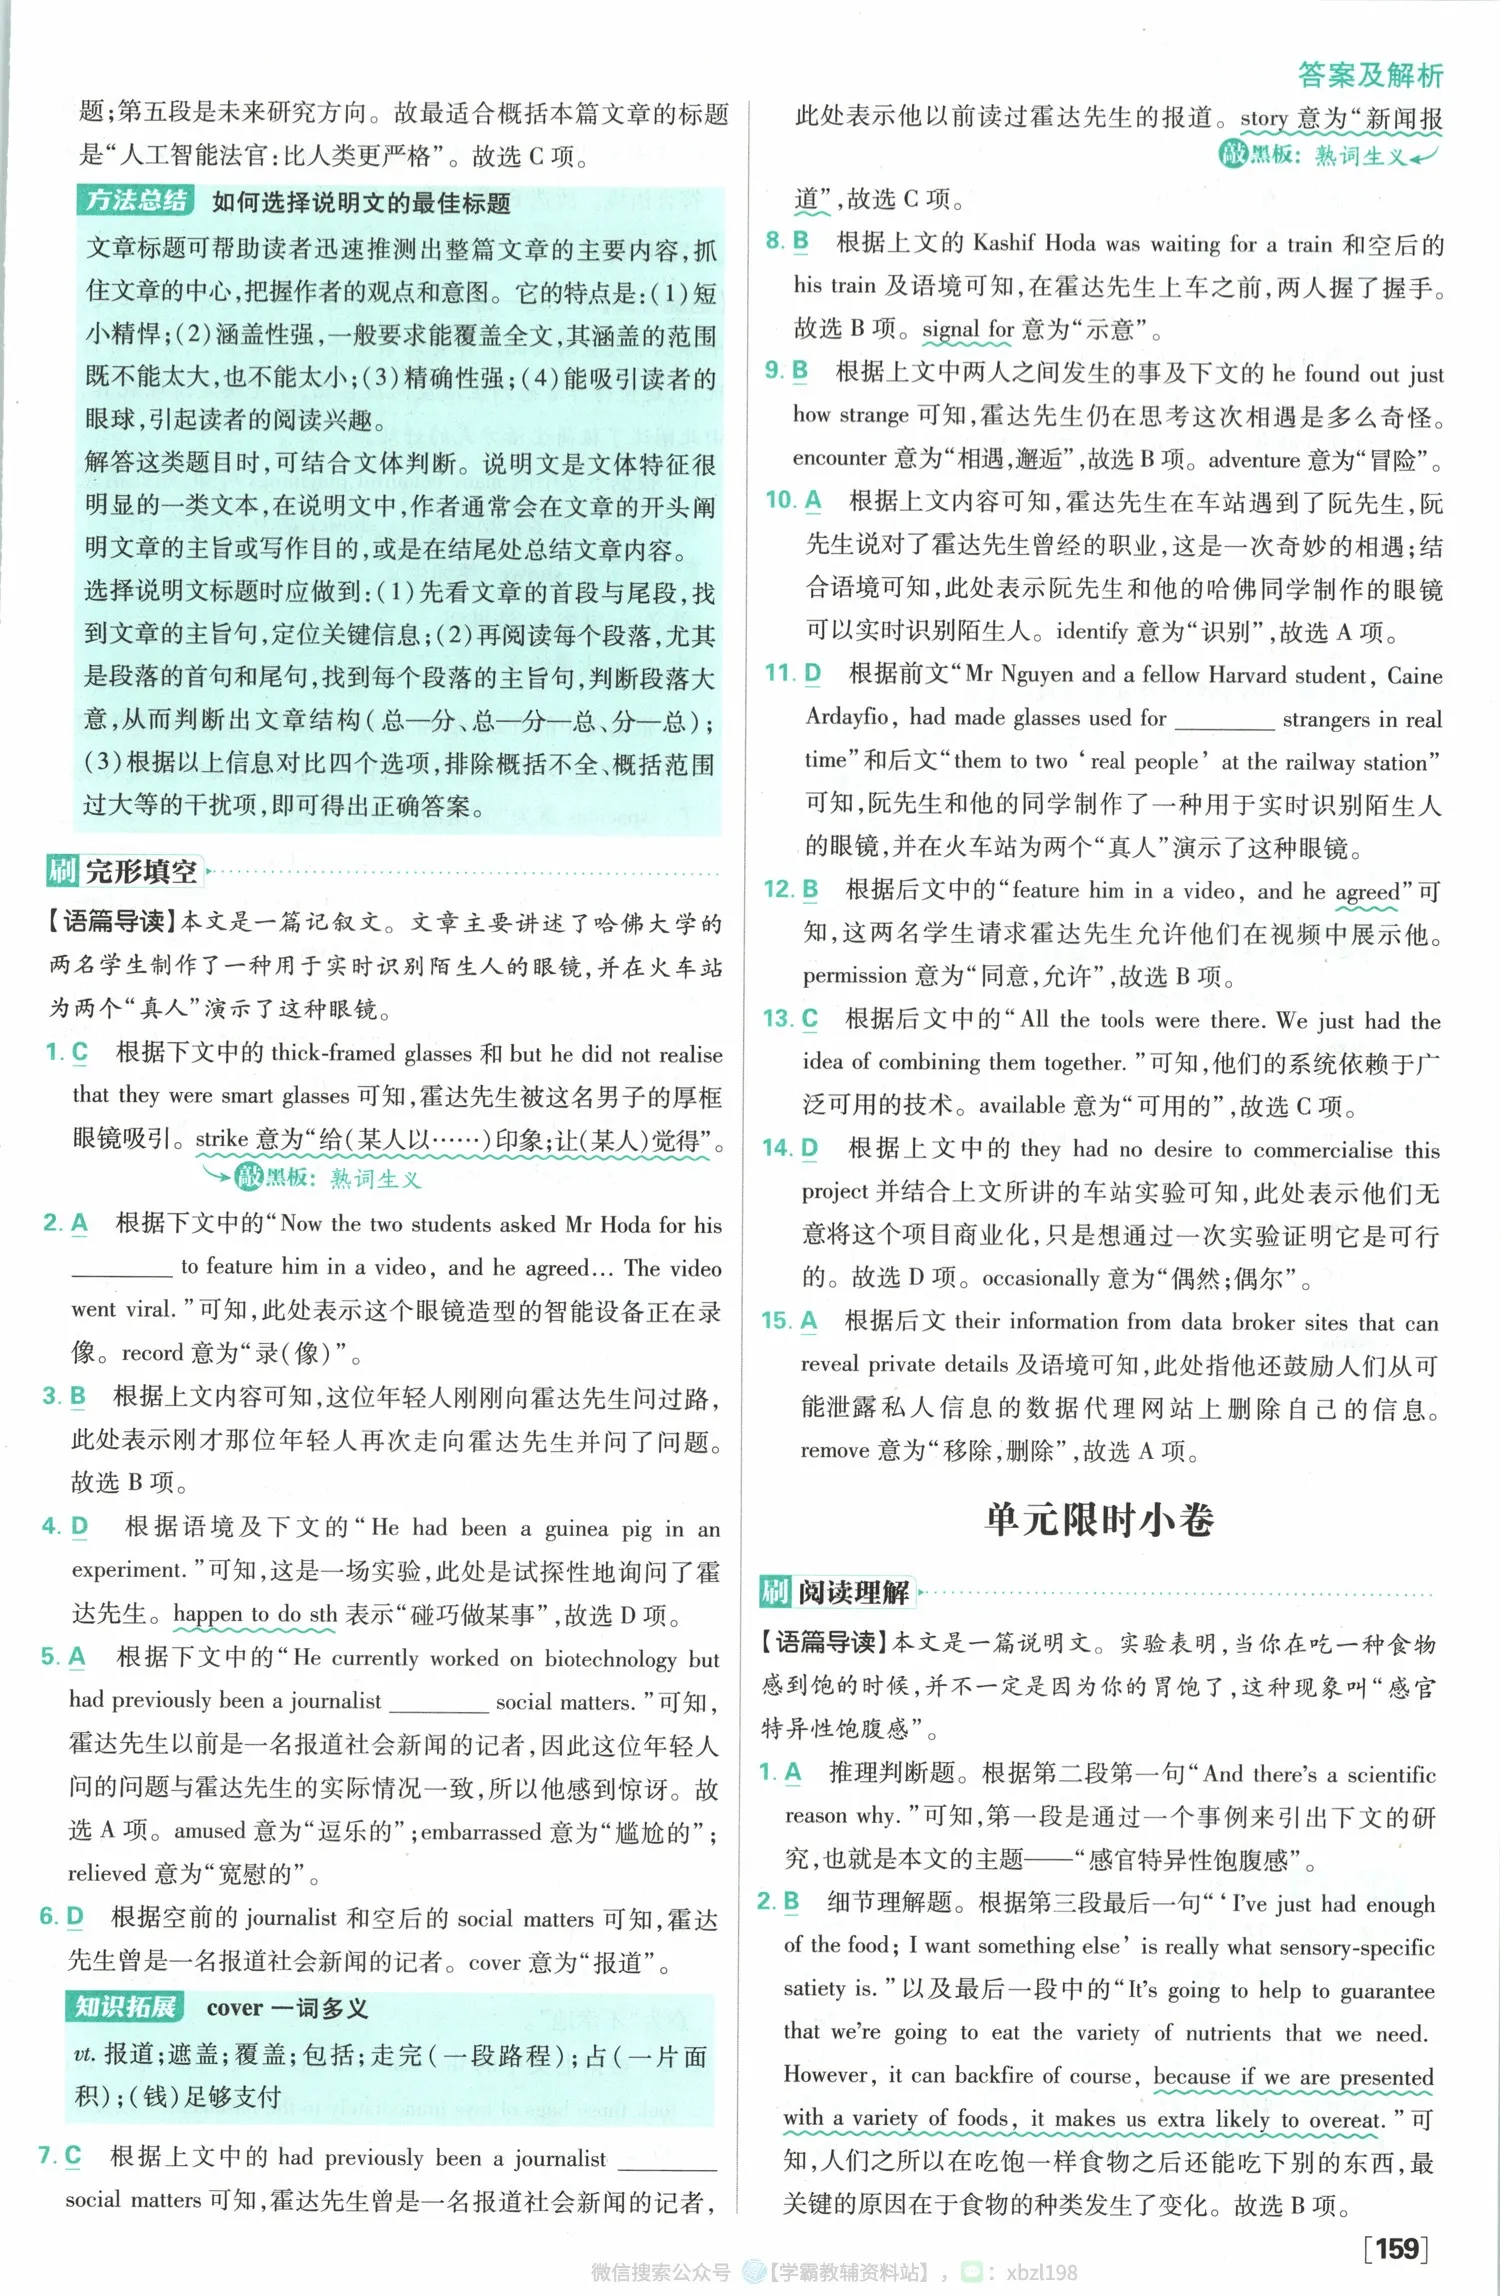 答案及解析
题;第五段是未来研究方向。故最适合概括本篇文章的标题
是“人工智能法官:比人类更严格”。故选 C 项。
方法总结 如何选择说明文的最佳标题
文章标题可帮助读者迅速推测出整篇文章的主要内容,抓
住文章的中心,把握作者的观点和意图。它的特点是:(1)短
小精悍;(2)涵盖性强,一般要求能覆盖全文,其涵盖的范围
既不能太大,也不能太小;(3)精确性强;(4)能吸引读者的
眼球,引起读者的阅读兴趣。
解答这类题目时,可结合文体判断。说明文是文体特征很
明显的一类文本,在说明文中,作者通常会在文章的开头阐
明文章的主旨或写作目的,或是在结尾处总结文章内容。
选择说明文标题时应做到:(1)先看文章的首段与尾段,找
到文章的主旨句,定位关键信息;(2)再阅读每个段落,尤其
是段落的首句和尾句,找到每个段落的主旨句,判断段落大
意,从而判断出文章结构(总—分、总—分—总、分—总);
(3)根据以上信息对比四个选项,排除概括不全、概括范围
过大等的干扰项,即可得出正确答案。
刷 完形填空
【语篇导读】本文是一篇记叙文。文章主要讲述了哈佛大学的
两名学生制作了一种用于实时识别陌生人的眼镜,并在火车站
为两个“真人”演示了这种眼镜。
1. C 根据下文中的 thick-framed glasses 和 but he did not realise
that they were smart glasses 可知,霍达先生被这名男子的厚框
眼镜吸引。strike 意为“给(某人以……)印象;让(某人)觉得”。
敲黑板:熟词生义
2. A 根据下文中的“Now the two students asked Mr Hoda for his
________ to feature him in a video, and he agreed... The video
went viral.”可知,此处表示这个眼镜造型的智能设备正在录
像。record 意为“录(像)”。
3. B 根据上文内容可知,这位年轻人刚刚向霍达先生问过路,
此处表示刚才那位年轻人再次走向霍达先生并问了问题。
故选 B 项。
4. D 根据语境及下文的“He had been a guinea pig in an
experiment.”可知,这是一场实验,此处是试探性地询问了霍
达先生。happen to do sth 表示“碰巧做某事”,故选 D 项。
5. A 根据下文中的“He currently worked on biotechnology but
had previously been a journalist ________ social matters.”可知,
霍达先生以前是一名报道社会新闻的记者,因此这位年轻人
问的问题与霍达先生的实际情况一致,所以他感到惊讶。故
选 A 项。amused 意为“逗乐的”;embarrassed 意为“尴尬的”;
relieved 意为“宽慰的”。
6. D 根据空前的 journalist 和空后的 social matters 可知,霍达
先生曾是一名报道社会新闻的记者。cover 意为“报道”。
知识拓展 cover 一词多义
vt. 报道;遮盖;覆盖;包括;走完(一段路程);占(一片面
积);(钱)足够支付
7. C 根据上文中的 had previously been a journalist ________
social matters 可知,霍达先生曾是一名报道社会新闻的记者,
此处表示他以前读过霍达先生的报道。story 意为“新闻报
敲黑板:熟词生义
道”,故选 C 项。
8. B 根据上文的 Kashif Hoda was waiting for a train 和空后的
his train 及语境可知,在霍达先生上车之前,两人握了握手。
故选 B 项。signal for 意为“示意”。
9. B 根据上文中两人之间发生的事及下文的 he found out just
how strange 可知,霍达先生仍在思考这次相遇是多么奇怪。
encounter 意为“相遇,邂逅”,故选 B 项。adventure 意为“冒险”。
10. A 根据上文内容可知,霍达先生在车站遇到了阮先生,阮
先生说对了霍达先生曾经的职业,这是一次奇妙的相遇;结
合语境可知,此处表示阮先生和他的哈佛同学制作的眼镜
可以实时识别陌生人。identify 意为“识别”,故选 A 项。
11. D 根据前文“Mr Nguyen and a fellow Harvard student, Caine
Ardayfio, had made glasses used for ________ strangers in real
time”和后文“them to two ‘real people’ at the railway station”
可知,阮先生和他的同学制作了一种用于实时识别陌生人
的眼镜,并在火车站为两个“真人”演示了这种眼镜。
12. B 根据后文中的“feature him in a video, and he agreed”可
知,这两名学生请求霍达先生允许他们在视频中展示他。
permission 意为“同意,允许”,故选 B 项。
13. C 根据后文中的“All the tools were there. We just had the
idea of combining them together.”可知,他们的系统依赖于广
泛可用的技术。available 意为“可用的”,故选 C 项。
14. D 根据上文中的 they had no desire to commercialise this
project 并结合上文所讲的车站实验可知,此处表示他们无
意将这个项目商业化,只是想通过一次实验证明它是可行
的。故选 D 项。occasionally 意为“偶然;偶尔”。
15. A 根据后文 their information from data broker sites that can
reveal private details 及语境可知,此处指他还鼓励人们从可
能泄露私人信息的数据代理网站上删除自己的信息。
remove 意为“移除,删除”,故选 A 项。
单元限时小卷
刷 阅读理解
【语篇导读】本文是一篇说明文。实验表明,当你在吃一种食物
感到饱的时候,并不一定是因为你的胃饱了,这种现象叫“感官
特异性饱腹感”。
1. A 推理判断题。根据第二段第一句“And there's a scientific
reason why.”可知,第一段是通过一个事例来引出下文的研
究,也就是本文的主题——“感官特异性饱腹感”。
2. B 细节理解题。根据第三段最后一句“‘I've just had enough
of the food; I want something else’ is really what sensory-specific
satiety is.”以及最后一段中的“It's going to help to guarantee
that we're going to eat the variety of nutrients that we need.
However, it can backfire of course, because if we are presented
with a variety of foods, it makes us extra likely to overeat.”可
知,人们之所以在吃饱一样食物之后还能吃下别的东西,最
关键的原因在于食物的种类发生了变化。故选 B 项。
[159]
微信搜索公众号【学霸教辅资料站】, : xbzl198